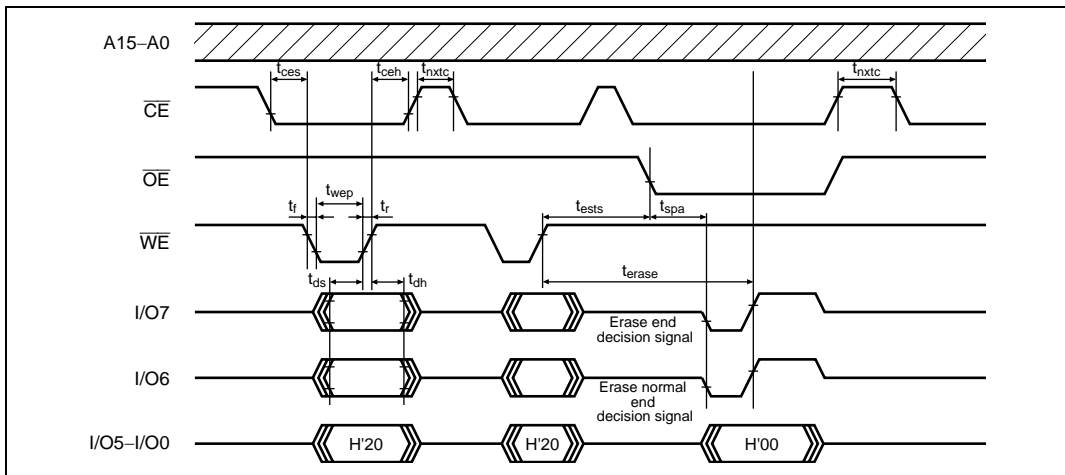 A15–A0
tces
tceh
tnxtc
tnxtc
CE
OE
twep
tests
tspa
tf
tr
WE
terase
tds
tdh
I/O7
Erase end
decision signal
I/O6
Erase normal
end
decision signal
I/O5–I/O0
H'20
H'20
H'00